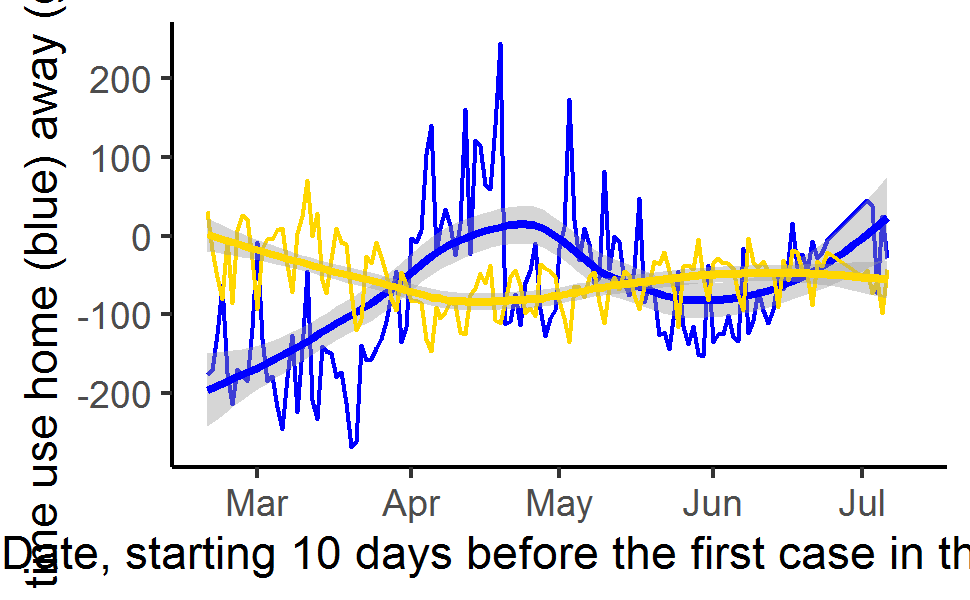 time use home (blue) away (
200
100
0
-100
-200
Mar Apr May Jun Jul
Date, starting 10 days before the first case in th